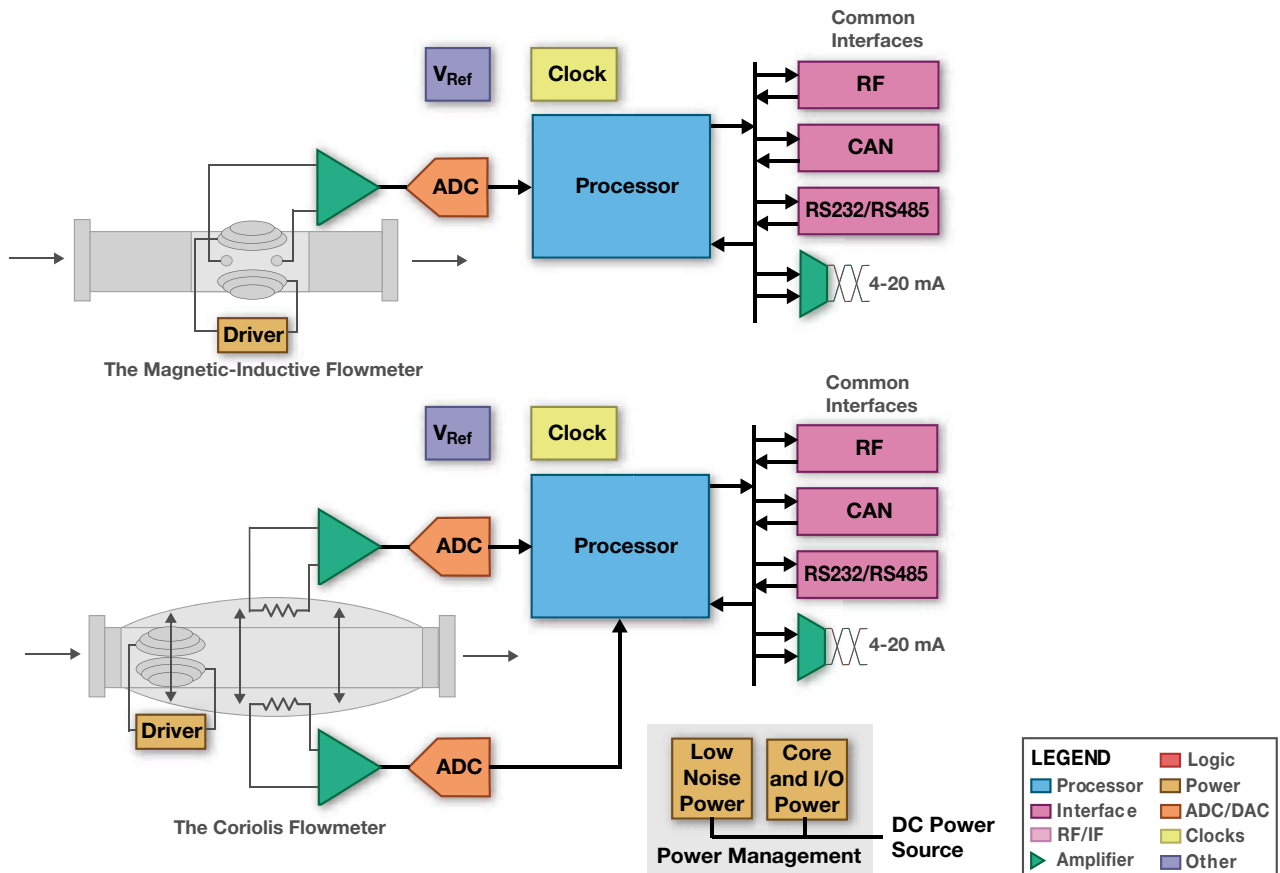 Common
Interfaces
VRef
Clock
RF
CAN
RS232/RS485
4-20 mA
ADC
Processor
Driver
The Magnetic-Inductive Flowmeter
Common
Interfaces
VRef
Clock
RF
CAN
RS232/RS485
4-20 mA
ADC
Processor
Driver
ADC
The Coriolis Flowmeter
Low
Noise
Power
Core
and I/O
Power
Power Management
DC Power
Source
LEGEND
Processor
Interface
RF/IF
Amplifier
Logic
Power
ADC/DAC
Clocks
Other